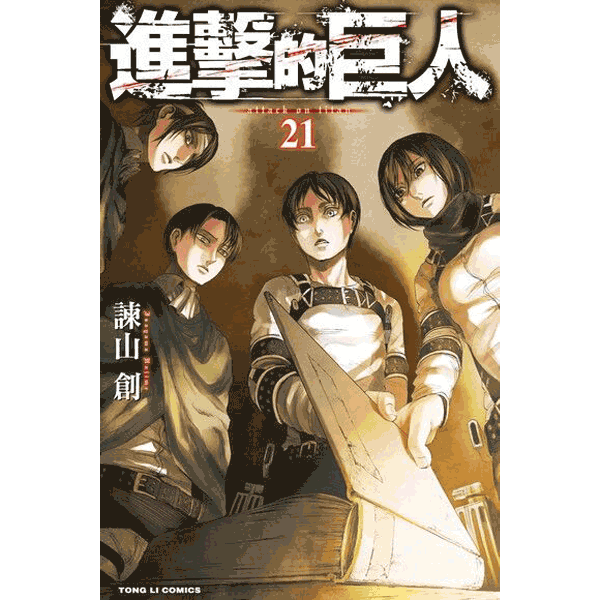 進擊的巨人
attack on titan
21
諫山 創
Isayama Hajime
TONG LI COMICS